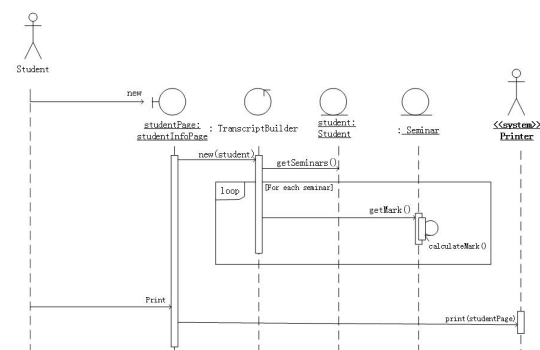 Student
new
studentPage:
studentInfoPage
: TranscriptBuilder
student:
Student
: Seminar
<<system>>
Printer
new(student)
getSeminars()
loop
[For each seminar]
getMark()
calculateMark()
Print
print(studentPage)